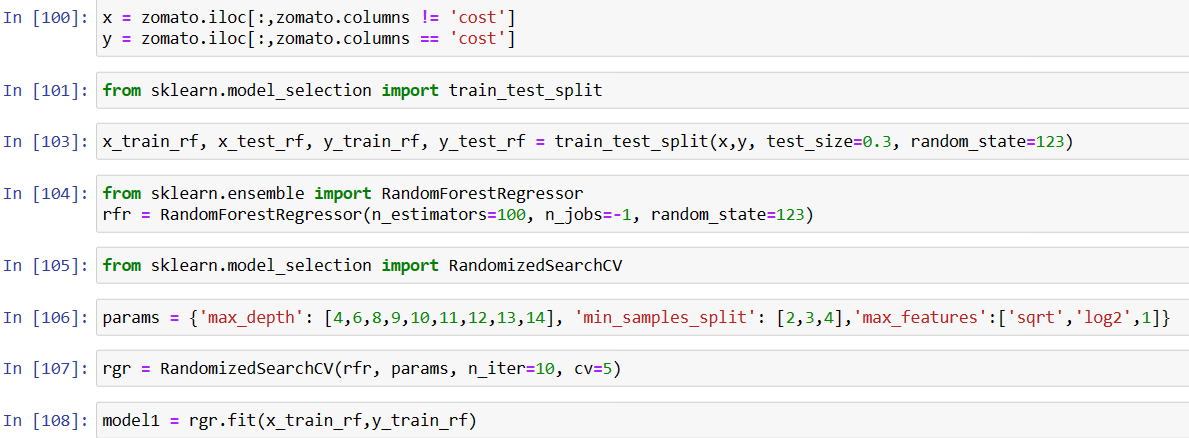 In [100]: x = zomato.iloc[:,zomato.columns != 'cost']
y = zomato.iloc[:,zomato.columns == 'cost']
In [101]: from sklearn.model_selection import train_test_split
In [103]: x_train_rf, x_test_rf, y_train_rf, y_test_rf = train_test_split(x,y, test_size=0.3, random_state=123)
In [104]: from sklearn.ensemble import RandomForestRegressor
rfr = RandomForestRegressor(n_estimators=100, n_jobs=-1, random_state=123)
In [105]: from sklearn.model_selection import RandomizedSearchCV
In [106]: params = {'max_depth': [4,6,8,9,10,11,12,13,14], 'min_samples_split': [2,3,4],'max_features':['sqrt','log2',1]}
In [107]: rgr = RandomizedSearchCV(rfr, params, n_iter=10, cv=5)
In [108]: model1 = rgr.fit(x_train_rf,y_train_rf)